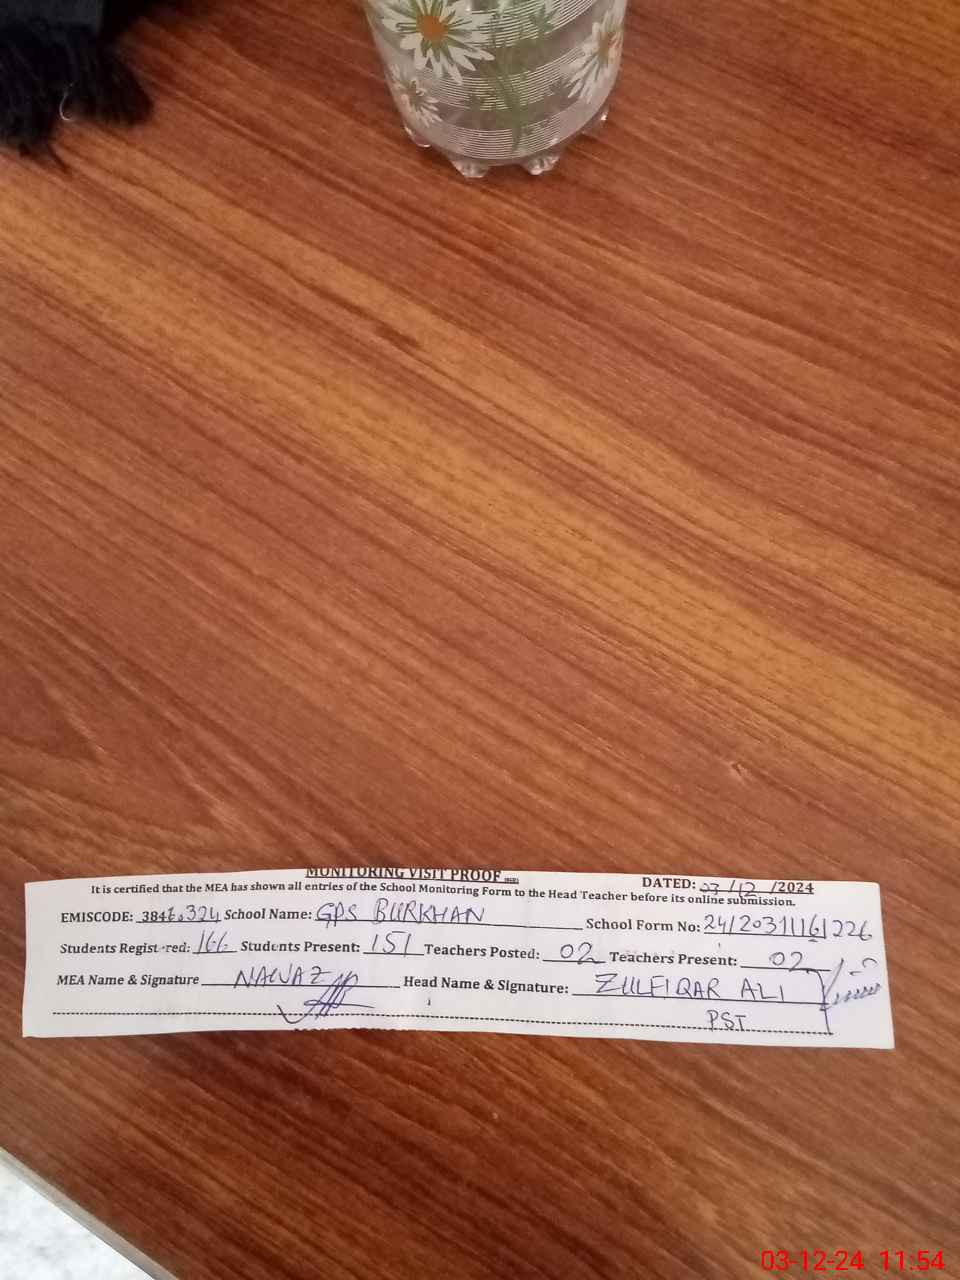 MONITORING VISIT PROOF
DATED: 03/12/2024
It is certified that the MEA has shown all entries of the School Monitoring Form to the Head Teacher before its online submission.
EMISCODE: 324 School Name: GPS BURKHAN School Form No:
Students Registered: 166 Students Present: 151 Teachers Posted: 02 Teachers Present: 02
MEA Name & Signature NAWAZ Head Name & Signature: ZULFIQAR ALI
PST
03-12-24 11:54